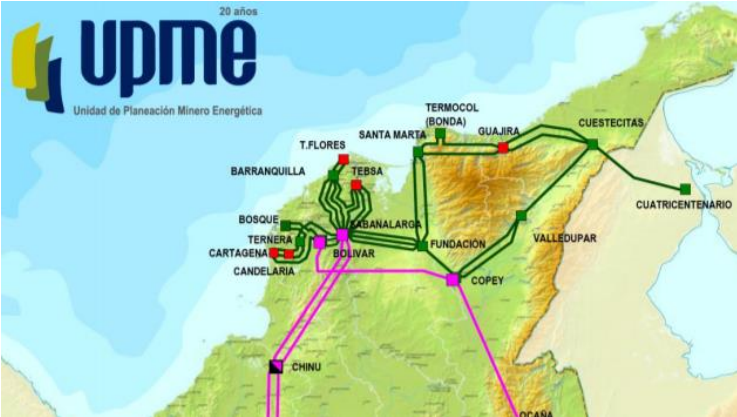 20 años
upme
Unidad de Planeación Minero Energética
TERMOCOL
(BONDA)
SANTA MARTA
GUAJIRA
CUESTECITAS
T.FLORES
BARRANQUILLA
TEBSA
CUATRICENTENARIO
BOSQUE
SABANALARGA
TERNERA
FUNDACIÓN
VALLEDUPAR
CARTAGENA
BOLIVAR
CANDELARIA
COPEY
CHINU
OCAÑA